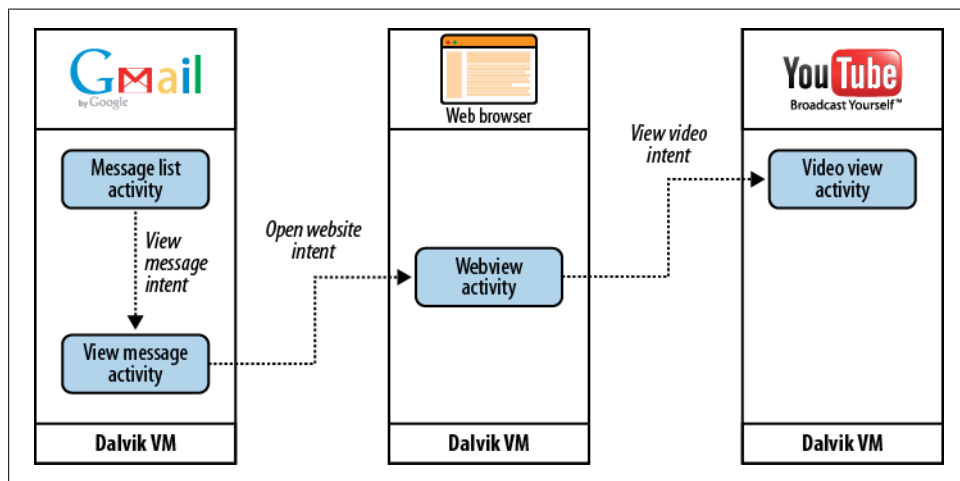 Gmail
by Google
Message list
activity
View
message
intent
View message
activity
Dalvik VM
Open website
intent
Web browser
Webview
activity
Dalvik VM
View video
intent
YouTube
Broadcast Yourself™
Video view
activity
Dalvik VM